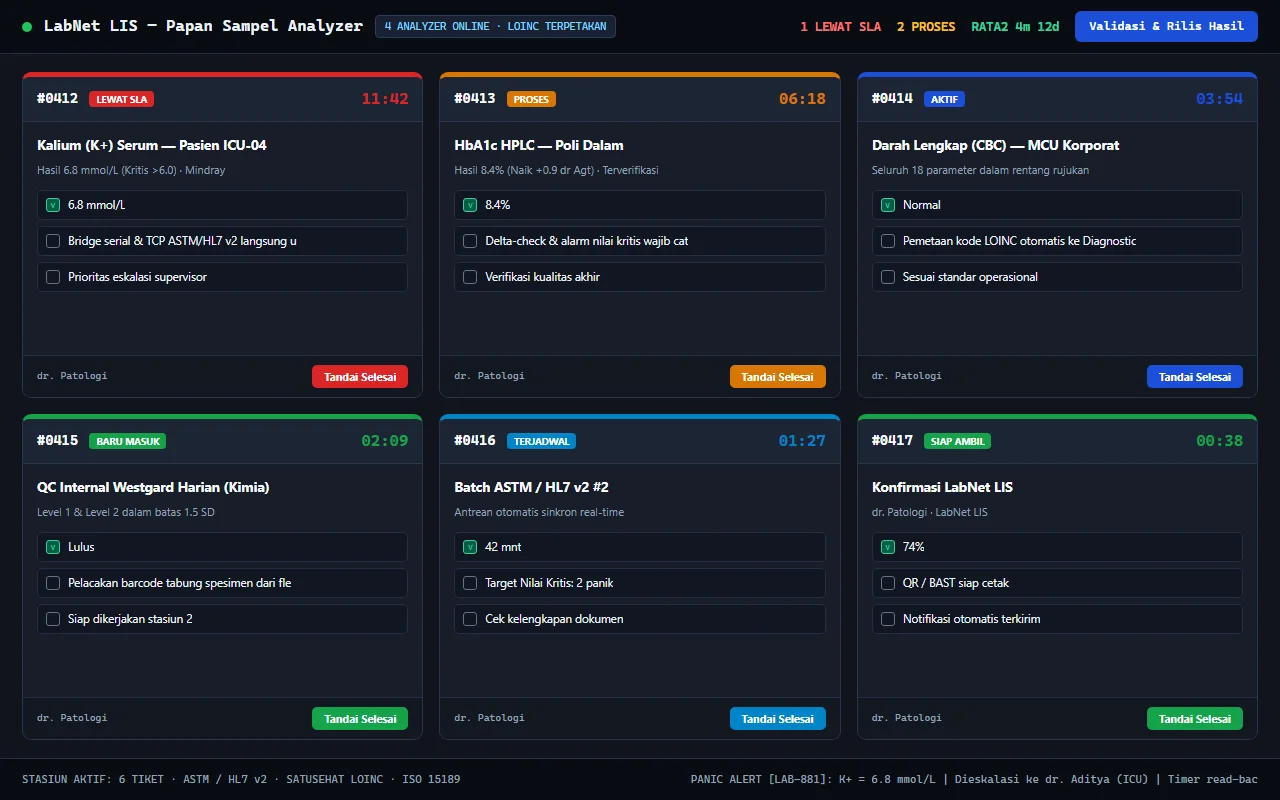 LabNet LIS — Papan Sampel Analyzer
4 ANALYZER ONLINE · LOINC TERPETAKAN
1 LEWAT SLA
2 PROSES
RATA2 4m 12d
Validasi & Rilis Hasil
#0412
LEWAT SLA
11:42
Kalium (K+) Serum — Pasien ICU-04
Hasil 6.8 mmol/L (Kritis >6.0) · Mindray
v 6.8 mmol/L
Bridge serial & TCP ASTM/HL7 v2 langsung u
Prioritas eskalasi supervisor
dr. Patologi
Tandai Selesai
#0413
PROSES
06:18
HbA1c HPLC — Poli Dalam
Hasil 8.4% (Naik +0.9 dr Agt) · Terverifikasi
v 8.4%
Delta-check & alarm nilai kritis wajib cat
Verifikasi kualitas akhir
dr. Patologi
Tandai Selesai
#0414
AKTIF
03:54
Darah Lengkap (CBC) — MCU Korporat
Seluruh 18 parameter dalam rentang rujukan
v Normal
Pemetaan kode LOINC otomatis ke Diagnostic
Sesuai standar operasional
dr. Patologi
Tandai Selesai
#0415
BARU MASUK
02:09
QC Internal Westgard Harian (Kimia)
Level 1 & Level 2 dalam batas 1.5 SD
v Lulus
Pelacakan barcode tabung spesimen dari fle
Siap dikerjakan stasiun 2
dr. Patologi
Tandai Selesai
#0416
TERJADWAL
01:27
Batch ASTM / HL7 v2 #2
Antrean otomatis sinkron real-time
v 42 mnt
Target Nilai Kritis: 2 panik
Cek kelengkapan dokumen
dr. Patologi
Tandai Selesai
#0417
SIAP AMBIL
00:38
Konfirmasi LabNet LIS
dr. Patologi · LabNet LIS
v 74%
QR / BAST siap cetak
Notifikasi otomatis terkirim
dr. Patologi
Tandai Selesai
STASIUN AKTIF: 6 TIKET · ASTM / HL7 v2 · SATUSEHAT LOINC · ISO 15189
PANIC ALERT [LAB-881]: K+ = 6.8 mmol/L | Dieskalasi ke dr. Aditya (ICU) | Timer read-bac